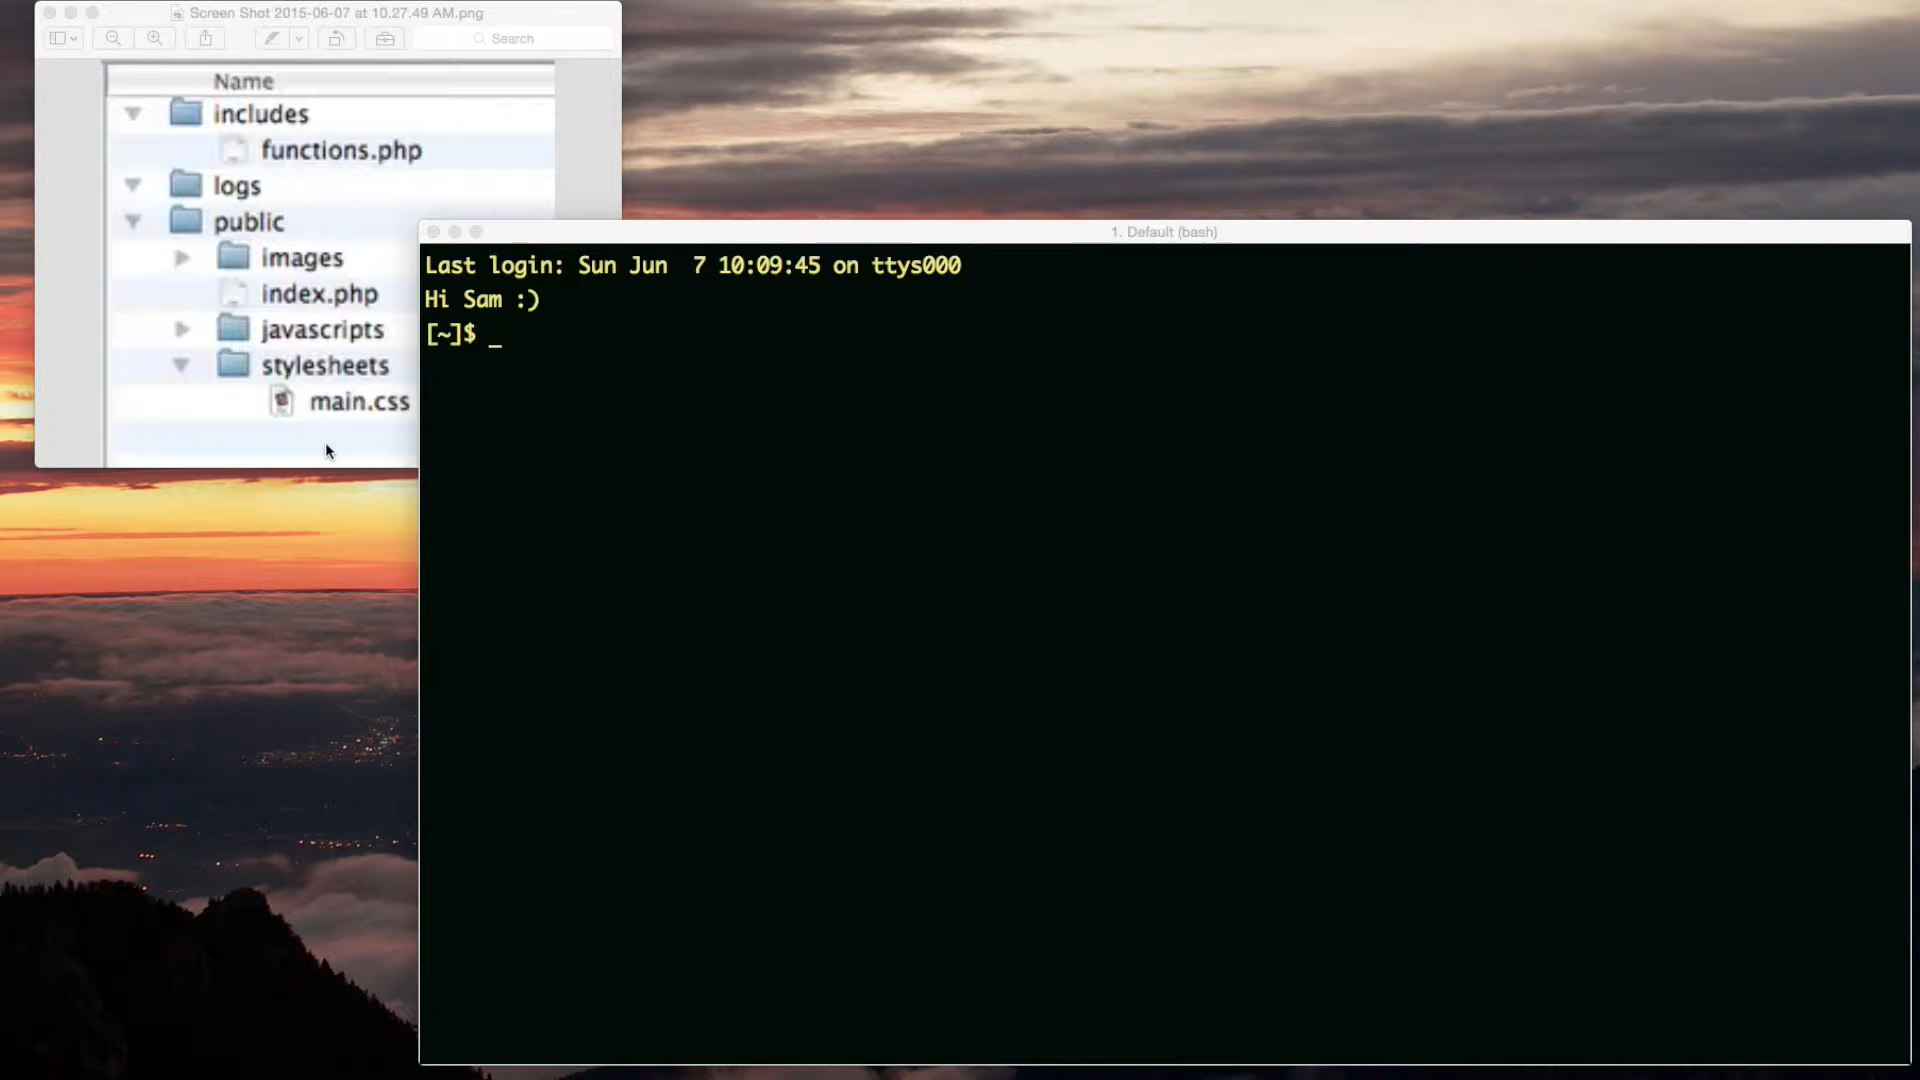 Screen Shot 2015-06-07 at 10.27.49 AM.png
Search
Name
includes
functions.php
logs
public
images
index.php
javascripts
stylesheets
main.css
1. Default (bash)
Last login: Sun Jun  7 10:09:45 on ttys000
Hi Sam :)
[~]$ _